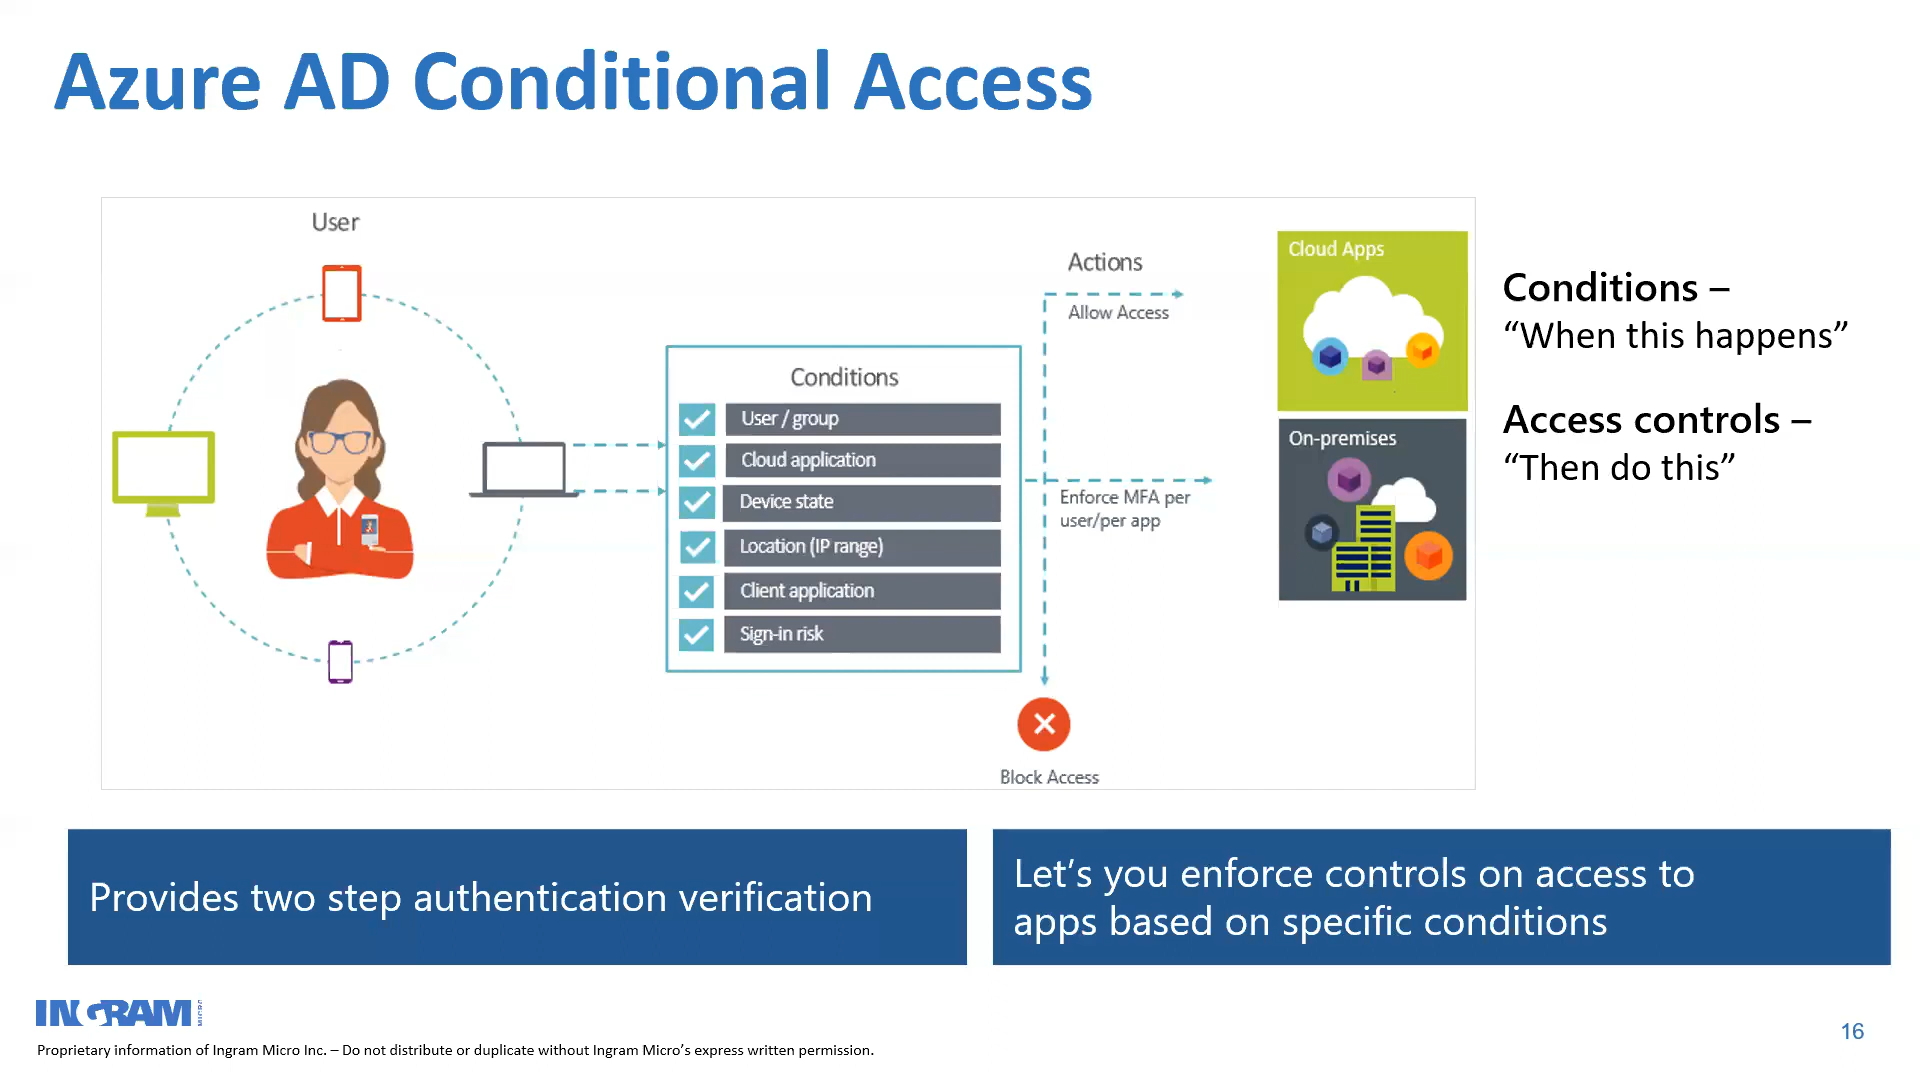 Azure AD Conditional Access
User
Actions
Allow Access
Conditions
User / group
Cloud application
Device state
Location (IP range)
Client application
Sign-in risk
Enforce MFA per
user/per app
Block Access
Cloud Apps
On-premises
Conditions –
“When this happens”
Access controls –
“Then do this”
Provides two step authentication verification
Let’s you enforce controls on access to
apps based on specific conditions
INGRAM
MICRO
Proprietary information of Ingram Micro Inc. – Do not distribute or duplicate without Ingram Micro’s express written permission.
16